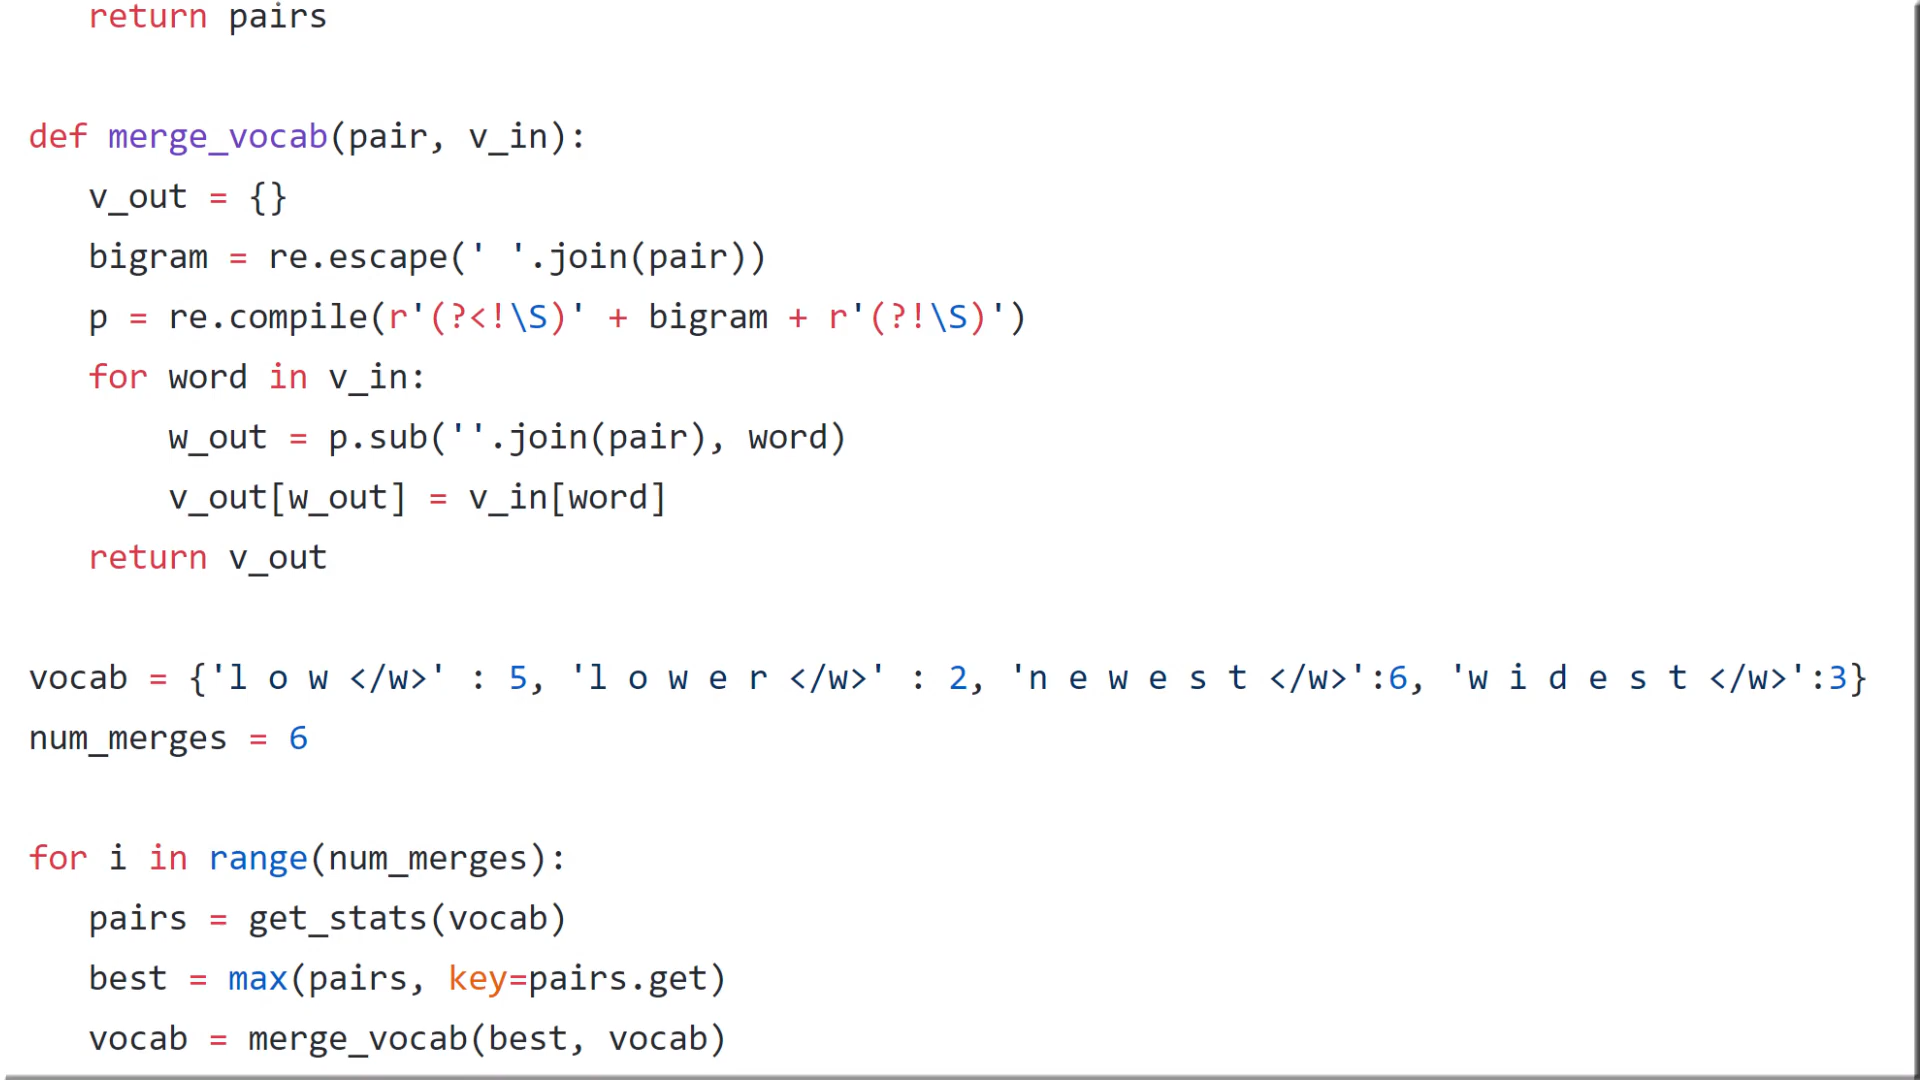 return pairs
def merge_vocab(pair, v_in):
v_out = {}
bigram = re.escape(' '.join(pair))
p = re.compile(r'(?<!\S)' + bigram + r'(?!\S)')
for word in v_in:
w_out = p.sub(''.join(pair), word)
v_out[w_out] = v_in[word]
return v_out
vocab = {'l o w </w>' : 5, 'l o w e r </w>' : 2, 'n e w e s t </w>':6, 'w i d e s t </w>':3}
num_merges = 6
for i in range(num_merges):
pairs = get_stats(vocab)
best = max(pairs, key=pairs.get)
vocab = merge_vocab(best, vocab)